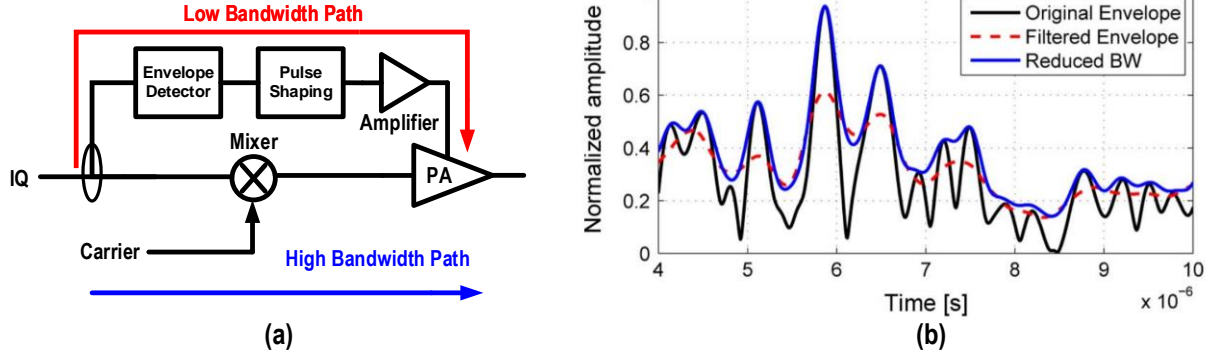 Low Bandwidth Path
Envelope
Detector
Pulse
Shaping
Amplifier
Mixer
IQ
PA
Carrier
High Bandwidth Path
(a)
Original Envelope
Filtered Envelope
Reduced BW
Normalized amplitude
0.8
0.6
0.4
0.2
0
4 5 6 7 8 9 10
Time [s]
x 10⁻⁶
(b)